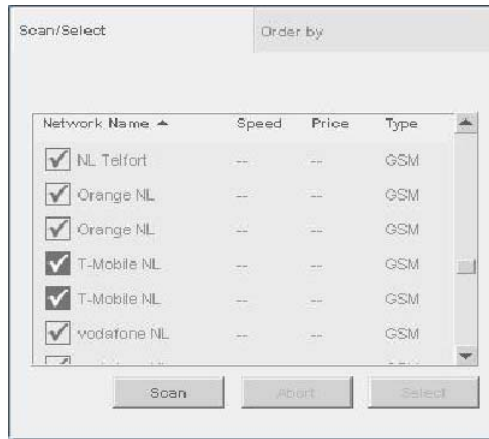 Scan/Select Order by
Network Name Speed Price Type
NL Telfort -- -- GSM
Orange NL -- -- GSM
Orange NL -- -- GSM
T-Mobile NL -- -- GSM
T-Mobile NL -- -- GSM
vodafone NL -- -- GSM
Scan Abort Select